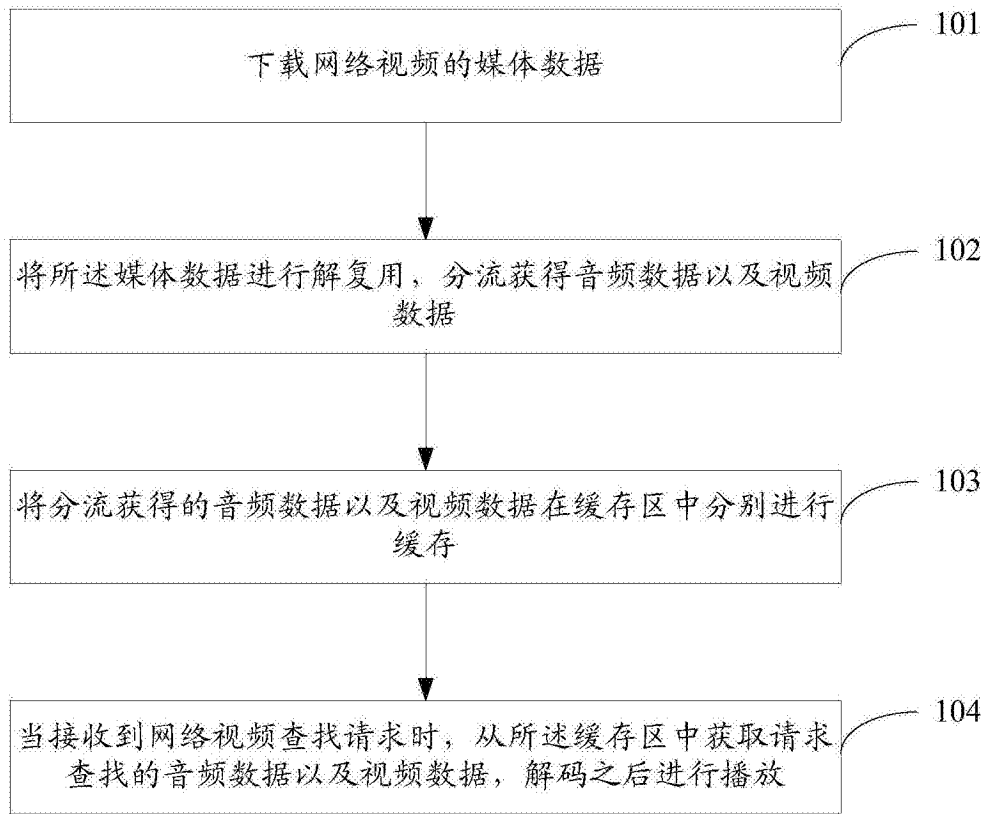 101
下载网络视频的媒体数据
102
将所述媒体数据进行解复用，分流获得音频数据以及视频
数据
103
将分流获得的音频数据以及视频数据在缓存区中分别进行
缓存
104
当接收到网络视频查找请求时，从所述缓存区中获取请求
查找的音频数据以及视频数据，解码之后进行播放